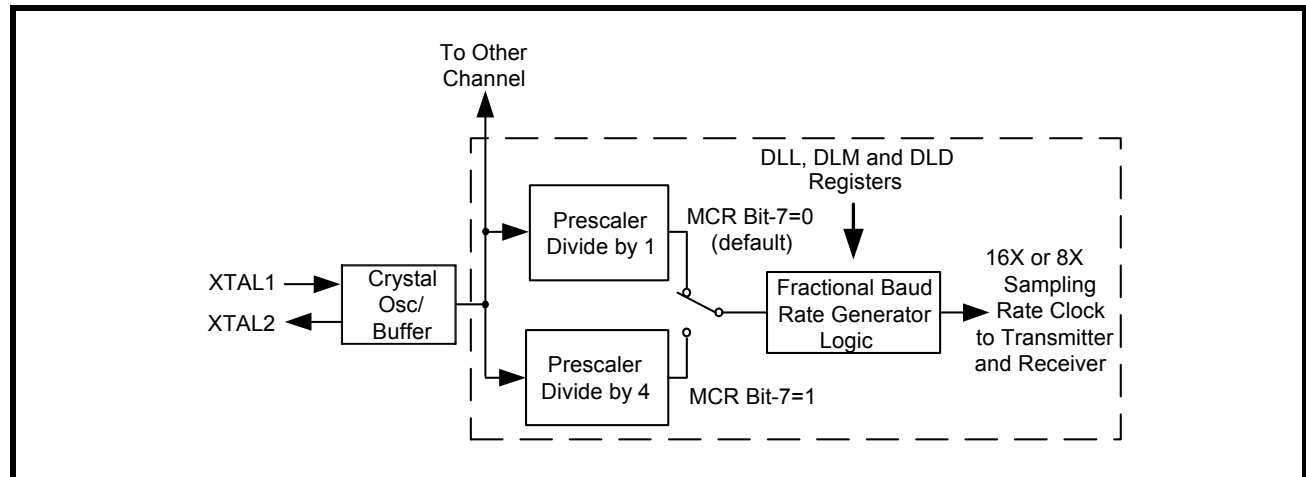 To Other
Channel
DLL, DLM and DLD
Registers
Prescaler
Divide by 1
MCR Bit-7=0
(default)
XTAL1
XTAL2
Crystal
Osc/
Buffer
Fractional Baud
Rate Generator
Logic
16X or 8X
Sampling
Rate Clock
to Transmitter
and Receiver
Prescaler
Divide by 4
MCR Bit-7=1